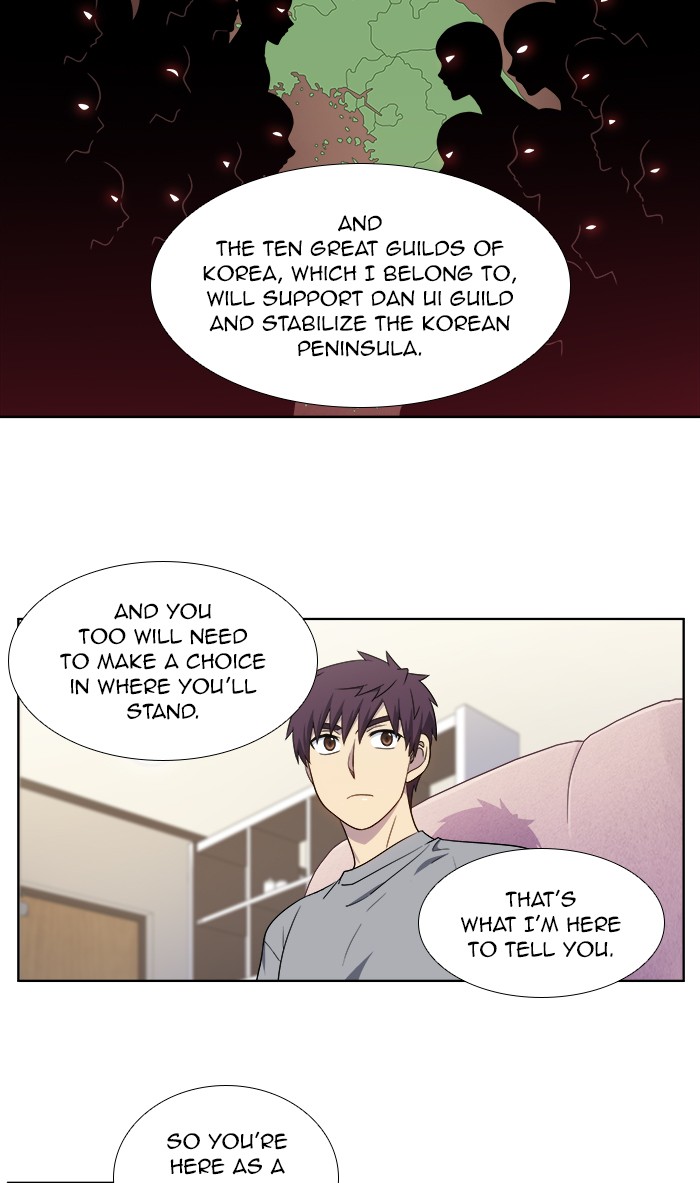 AND
THE TEN GREAT GUILDS OF
KOREA, WHICH I BELONG TO,
WILL SUPPORT DAN UI GUILD
AND STABILIZE THE KOREAN
PENINSULA.
AND YOU
TOO WILL NEED
TO MAKE A CHOICE
IN WHERE YOU'LL
STAND.
THAT'S
WHAT I'M HERE
TO TELL YOU.
SO YOU'RE
HERE AS A